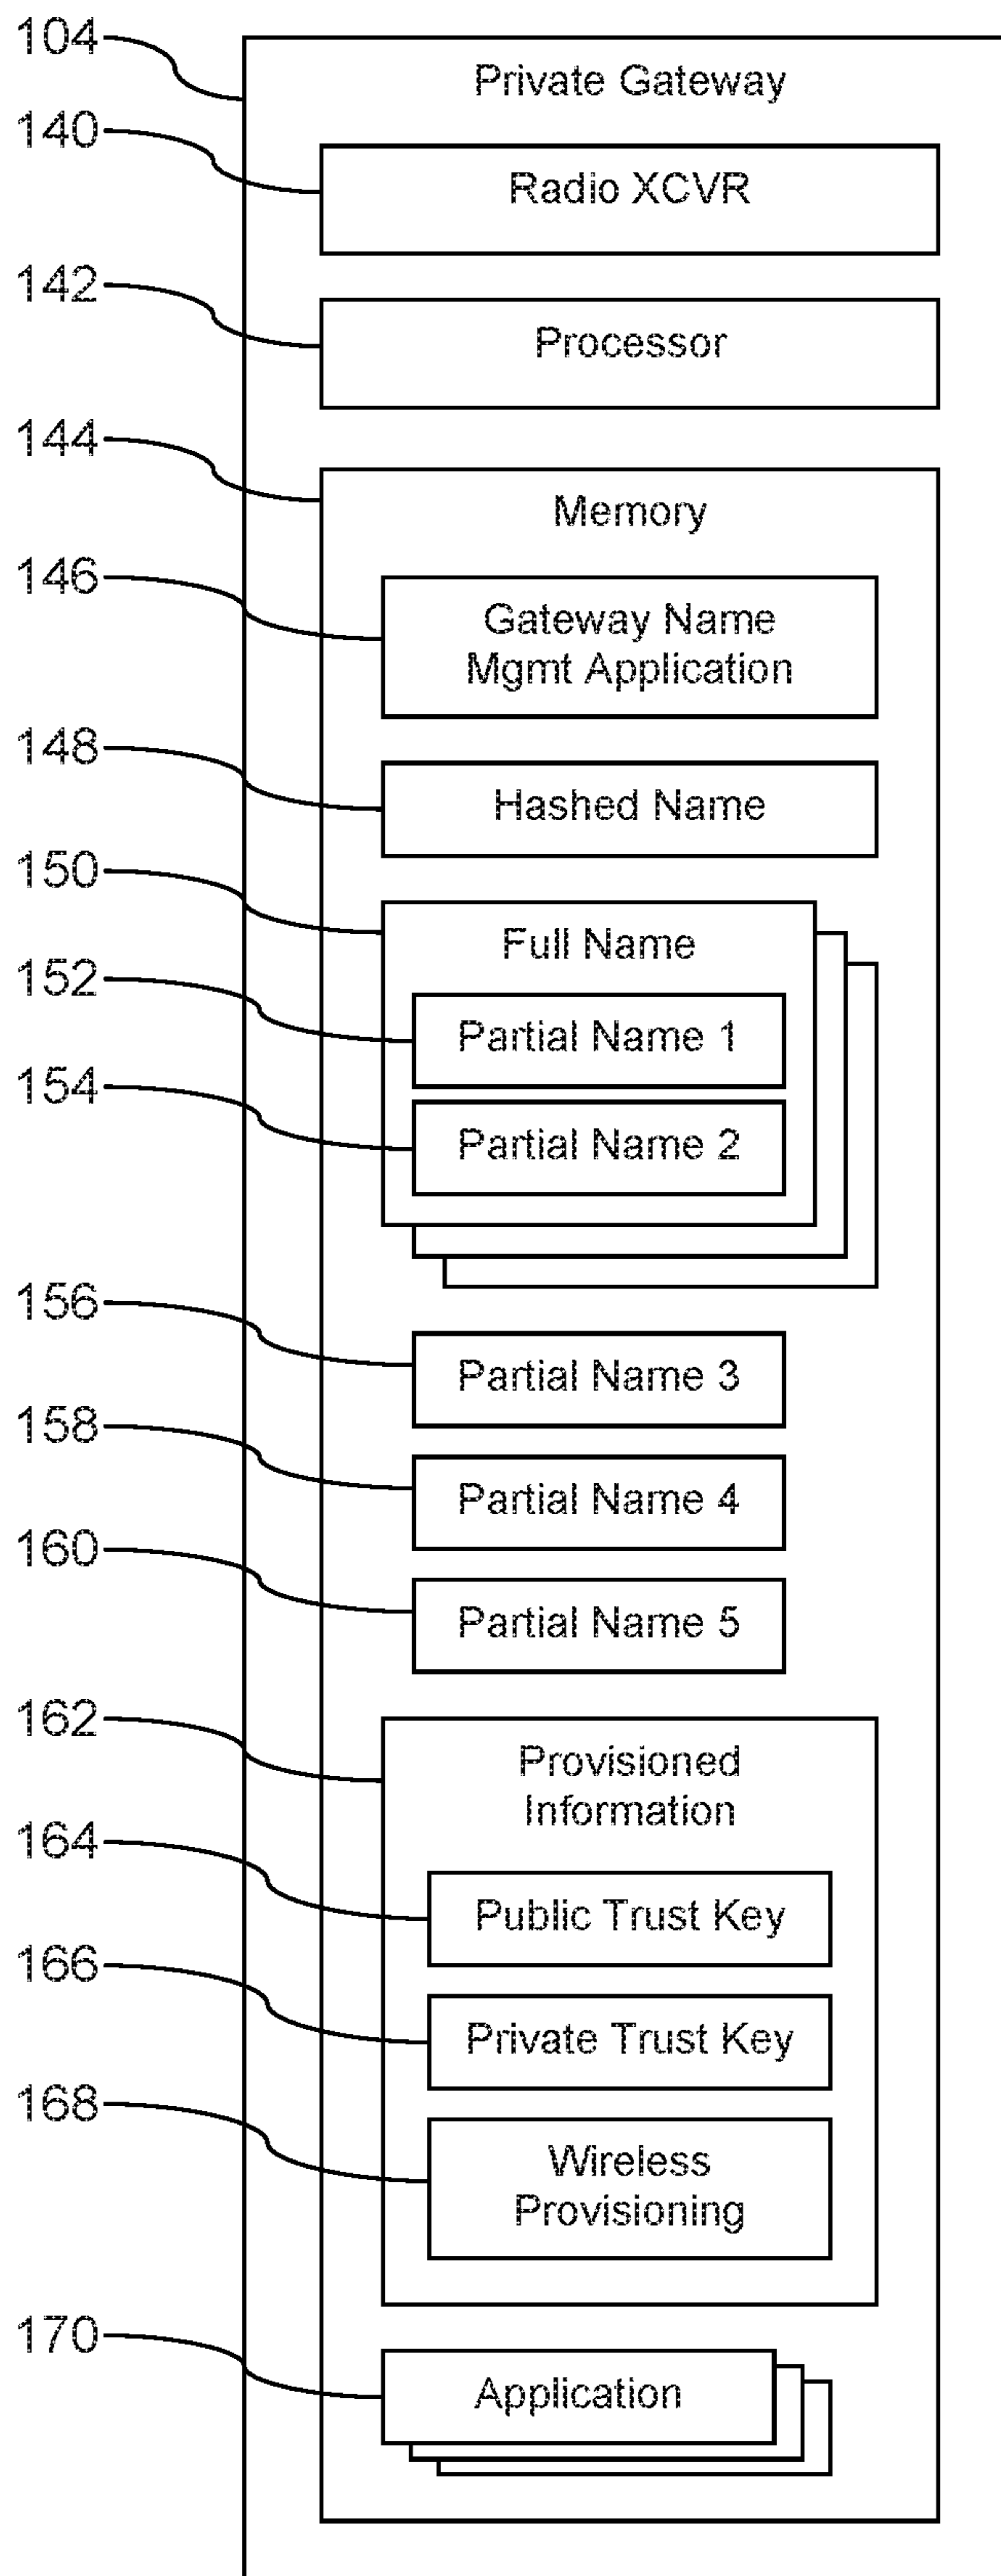 104
Private Gateway
140
Radio XCVR
142
Processor
144
Memory
146
Gateway Name
Mgmt Application
148
Hashed Name
150
Full Name
152
Partial Name 1
154
Partial Name 2
156
Partial Name 3
158
Partial Name 4
160
Partial Name 5
162
Provisioned
Information
164
Public Trust Key
166
Private Trust Key
168
Wireless
Provisioning
170
Application